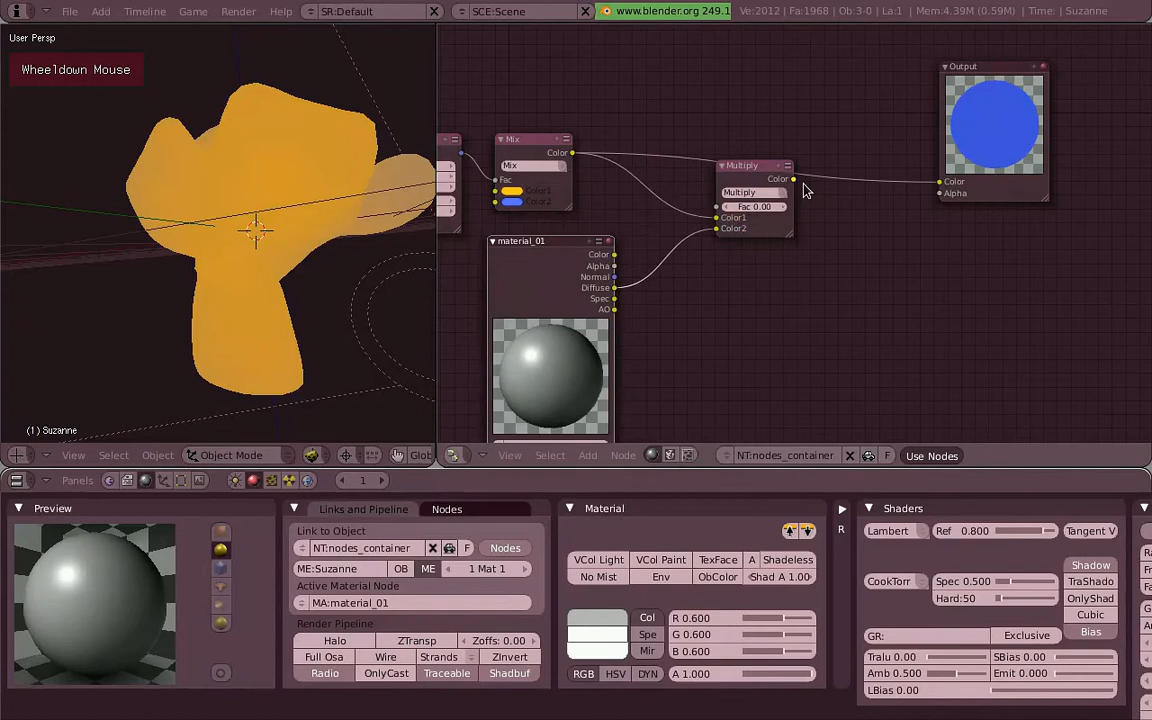 Add Timeline Game Render Help SR:Default SCE:Scene www.blender.org 249.1 Ve:2012 | Fa:1968 | Ob:3-0 | La:1 | Mem:4.39M (0.59M) | Time: | Suzanne
User Persp
Wheeldown Mouse
(1) Suzanne
View Select Object Object Mode Glob
Mix
Color
Mix
Fac
Color1
Color2
material_01
Color
Alpha
Normal
Diffuse
Spec
AO
Multiply
Color
Multiply
Fac 0.00
Color1
Color2
Output
Color
Alpha
View Select Add Node NT:nodes_container F Use Nodes
Panels 1
Preview
Links and Pipeline Nodes
Link to Object
NT:nodes_container F Nodes
ME:Suzanne OB ME 1 Mat 1
Active Material Node
MA:material_01
Render Pipeline
Halo ZTransp Zoffs: 0.00
Full Osa Wire Strands ZInvert
Radio OnlyCast Traceable Shadbuf
Material
VCol Light VCol Paint TexFace A Shadeless
No Mist Env ObColor Shad A 1.00
Col R 0.600
Spe G 0.600
Mir B 0.600
RGB HSV DYN A 1.000
R
Shaders
Lambert Ref 0.800 Tangent V
Shadow
CookTorr Spec 0.500 TraShado
Hard:50 OnlyShad
Cubic
GR: Exclusive Bias
Tralu 0.00 SBias 0.00
Amb 0.500 Emit 0.000
LBias 0.00